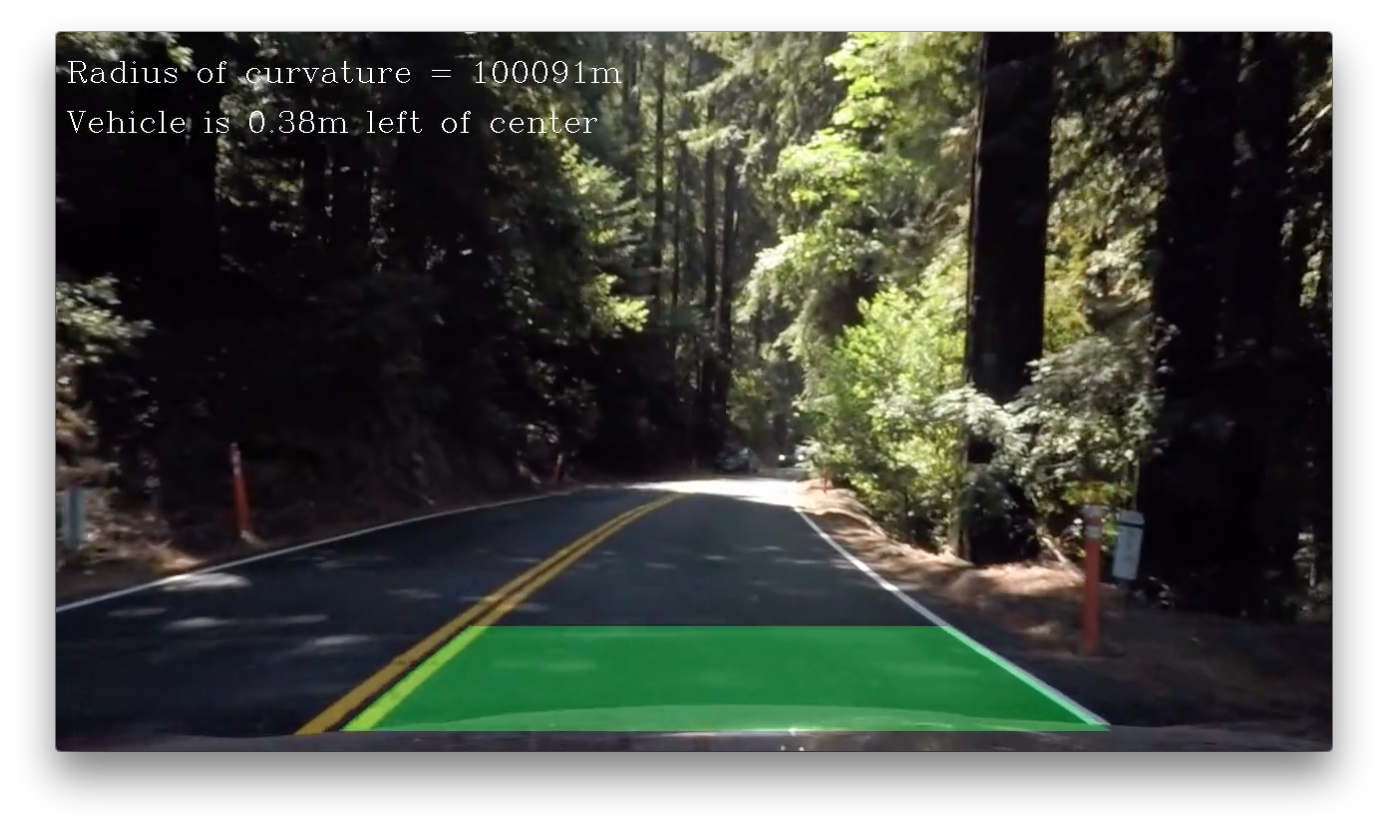 Radius of curvature = 100091m
Vehicle is 0.38m left of center